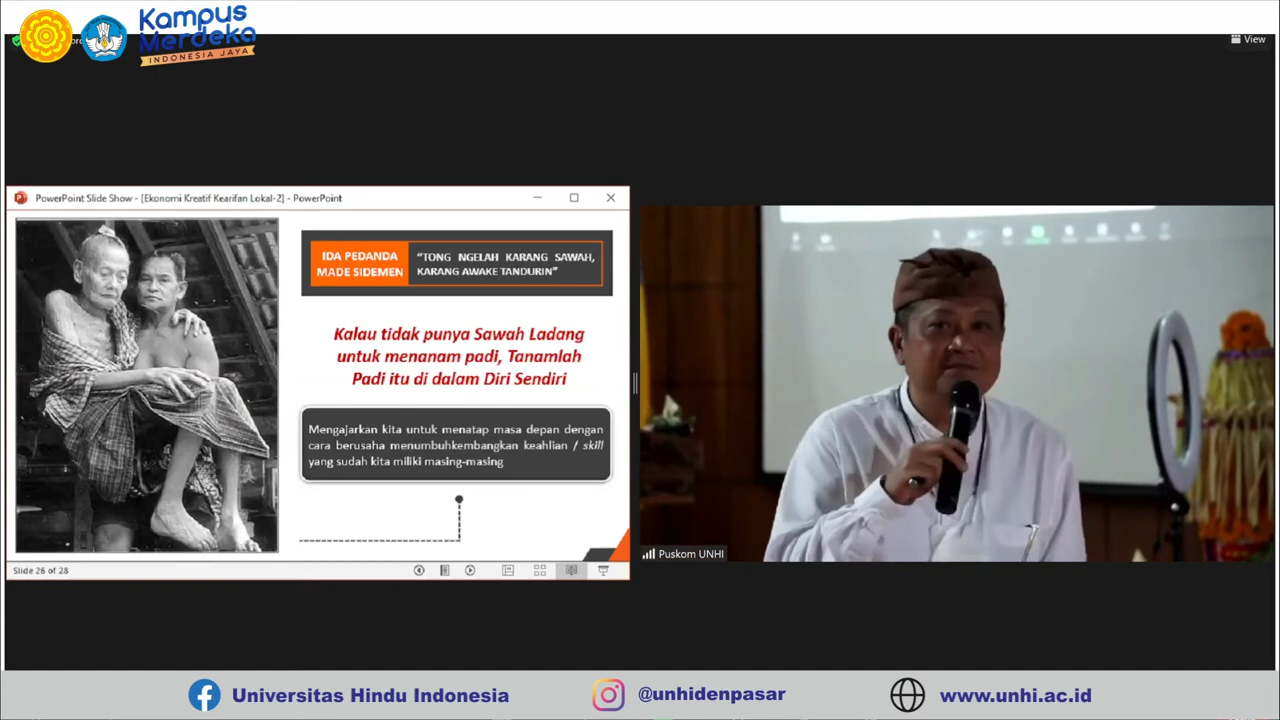 Kampus
Merdeka
INDONESIA JAYA
View
PowerPoint Slide Show - [Ekonomi Kreatif Kearifan Lokal-2] - PowerPoint
IDA PEDANDA
MADE SIDEMEN
“TONG NGELAH KARANG SAWAH,
KARANG AWAKE TANDURIN”
Kalau tidak punya Sawah Ladang
untuk menanam padi, Tanamlah
Padi itu di dalam Diri Sendiri
Mengajarkan kita untuk menatap masa depan dengan
cara berusaha menumbuhkembangkan keahlian / skill
yang sudah kita miliki masing-masing
Slide 26 of 28
Puskom UNHI
Universitas Hindu Indonesia
@unhidenpasar
www.unhi.ac.id